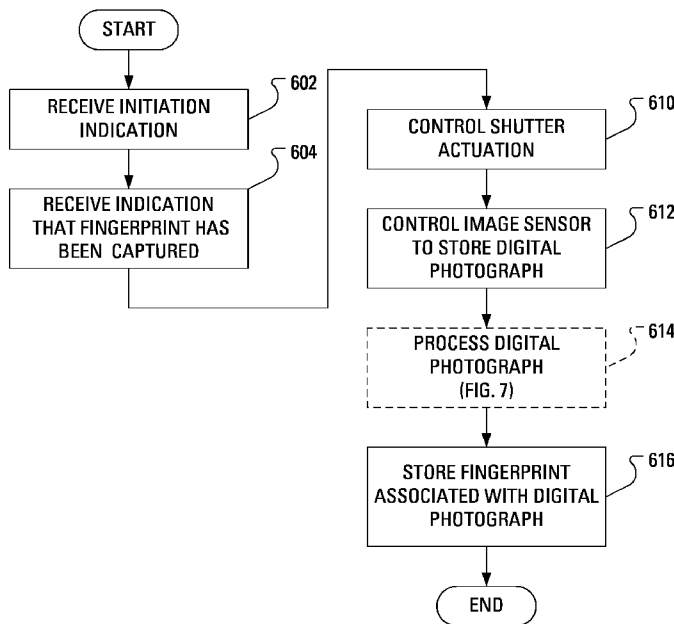 START
602
RECEIVE INITIATION
INDICATION
604
RECEIVE INDICATION
THAT FINGERPRINT HAS
BEEN CAPTURED
610
CONTROL SHUTTER
ACTUATION
612
CONTROL IMAGE SENSOR
TO STORE DIGITAL
PHOTOGRAPH
614
PROCESS DIGITAL
PHOTOGRAPH
(FIG. 7)
616
STORE FINGERPRINT
ASSOCIATED WITH DIGITAL
PHOTOGRAPH
END